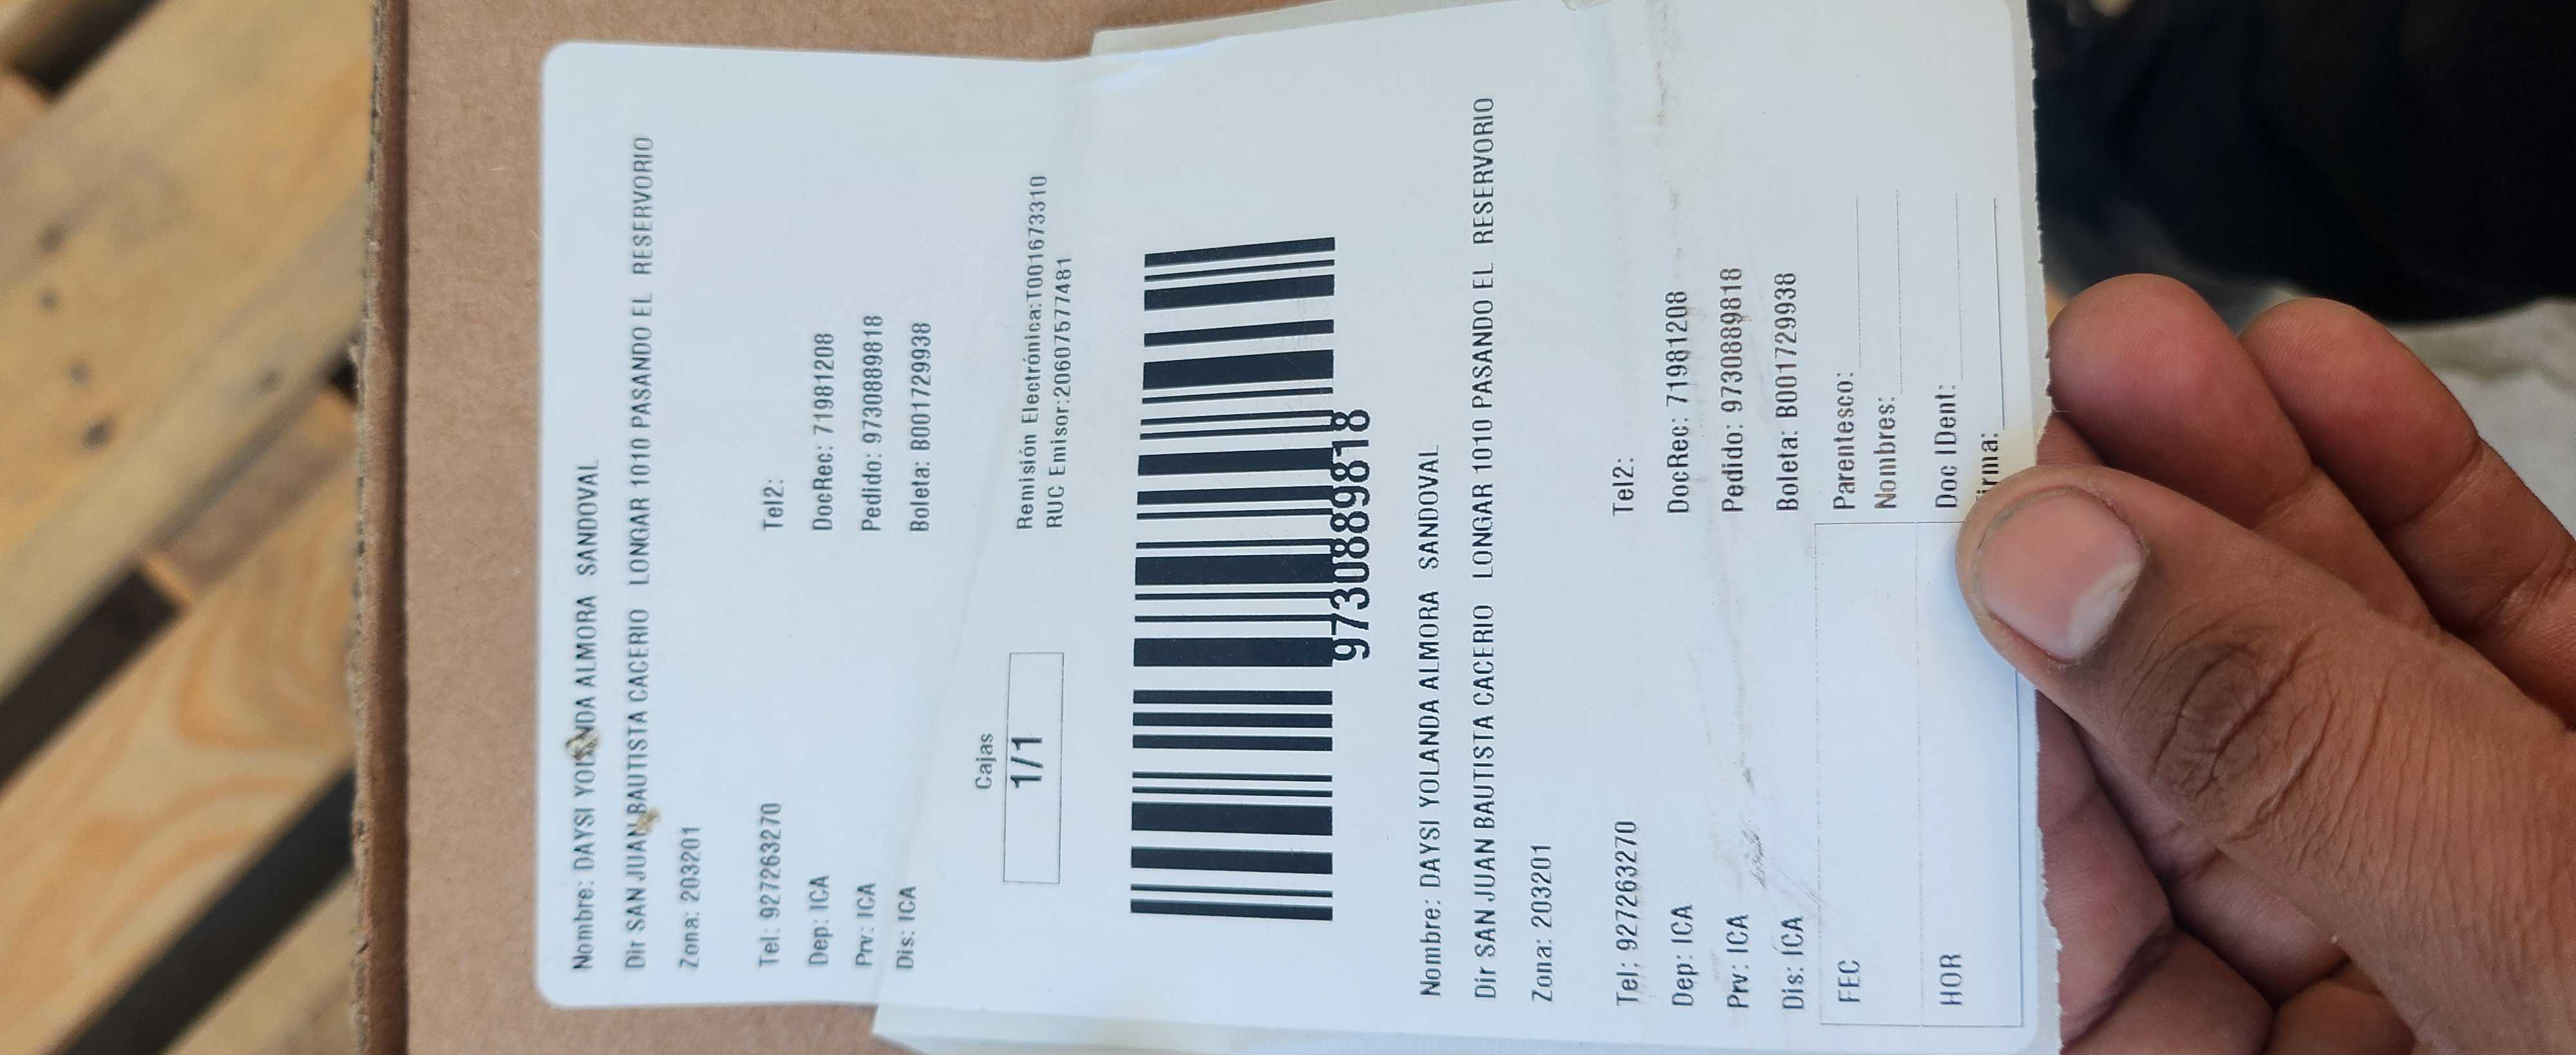 Nombre: DAYSI YOLANDA ALMORA SANDOVAL
Dir SAN JUAN BAUTISTA CACERIO LONGAR 1010 PASANDO EL RESERVORIO
Zona: 203201
Tel: 927263270 Tel2:
Dep: ICA DocRec: 71981208
Prv: ICA Pedido: 97308898​18
Dis: ICA Boleta: B001729938
Cajas
1/1
Remisión Electrónica:T001673310
RUC Emisor:20607577481
9730889818
Nombre: DAYSI YOLANDA ALMORA SANDOVAL
Dir SAN JUAN BAUTISTA CACERIO LONGAR 1010 PASANDO EL RESERVORIO
Zona: 203201
Tel: 927263270 Tel2:
Dep: ICA DocRec: 71981208
Prv: ICA Pedido: 9730889818
Dis: ICA Boleta: B001729938
FEC Parentesco:
Nombres:
HOR Doc IDent:
irma: